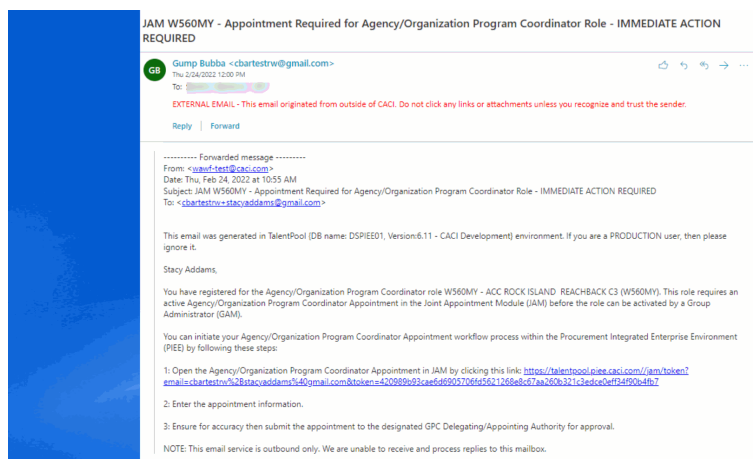 JAM W560MY - Appointment Required for Agency/Organization Program Coordinator Role - IMMEDIATE ACTION
REQUIRED
GB
Gump Bubba <cbartestrw@gmail.com>
Thu 2/24/2022 12:00 PM
To:
EXTERNAL EMAIL - This email originated from outside of CACI. Do not click any links or attachments unless you recognize and trust the sender.
Reply | Forward
---------- Forwarded message ---------
From: <wawf-test@caci.com>
Date: Thu, Feb 24, 2022 at 10:55 AM
Subject: JAM W560MY - Appointment Required for Agency/Organization Program Coordinator Role - IMMEDIATE ACTION REQUIRED
To: <cbartestrw+stacyaddams@gmail.com>
This email was generated in TalentPool (DB name: DSPIEE01, Version:6.11 - CACI Development) environment. If you are a PRODUCTION user, then please
ignore it.
Stacy Addams,
You have registered for the Agency/Organization Program Coordinator role W560MY - ACC ROCK ISLAND REACHBACK C3 (W560MY). This role requires an
active Agency/Organization Program Coordinator Appointment in the Joint Appointment Module (JAM) before the role can be activated by a Group
Administrator (GAM).
You can initiate your Agency/Organization Program Coordinator Appointment workflow process within the Procurement Integrated Enterprise Environment
(PIEE) by following these steps:
1: Open the Agency/Organization Program Coordinator Appointment in JAM by clicking this link: https://talentpool.piee.caci.com//jam/token?
email=cbartestrw%2Bstacyaddams%40gmail.com&token=420989b93cae6d6905706fd5621268e8c67aa260b321c3edce0eff34f90b4fb7
2: Enter the appointment information.
3: Ensure for accuracy then submit the appointment to the designated GPC Delegating/Appointing Authority for approval.
NOTE: This email service is outbound only. We are unable to receive and process replies to this mailbox.